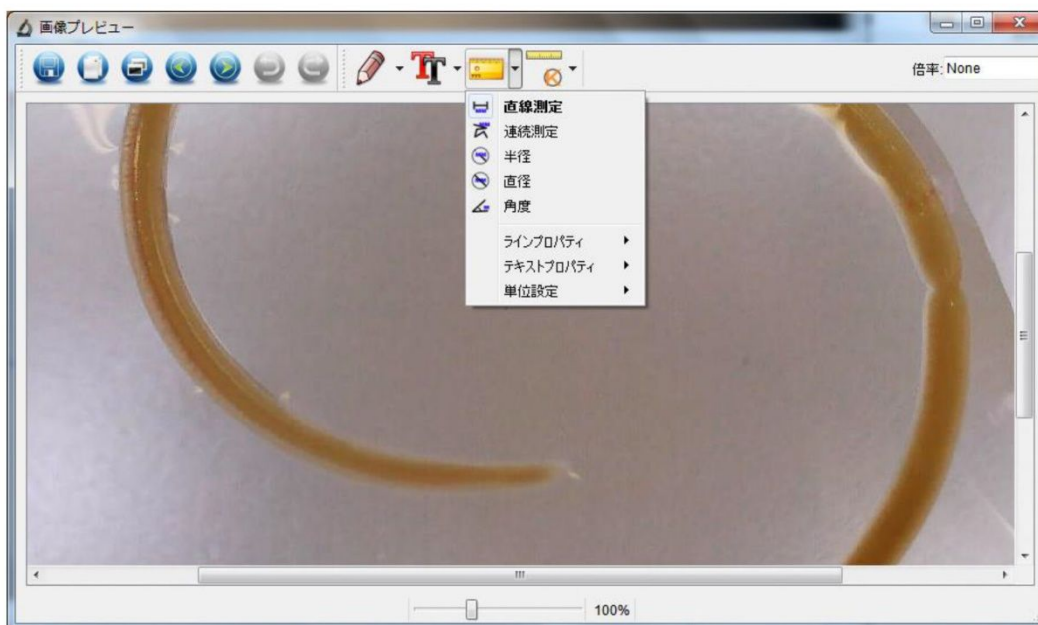 画像プレビュー
TT
倍率: None
直線測定
連続測定
半径
直径
角度
ラインプロパティ
テキストプロパティ
単位設定
100%